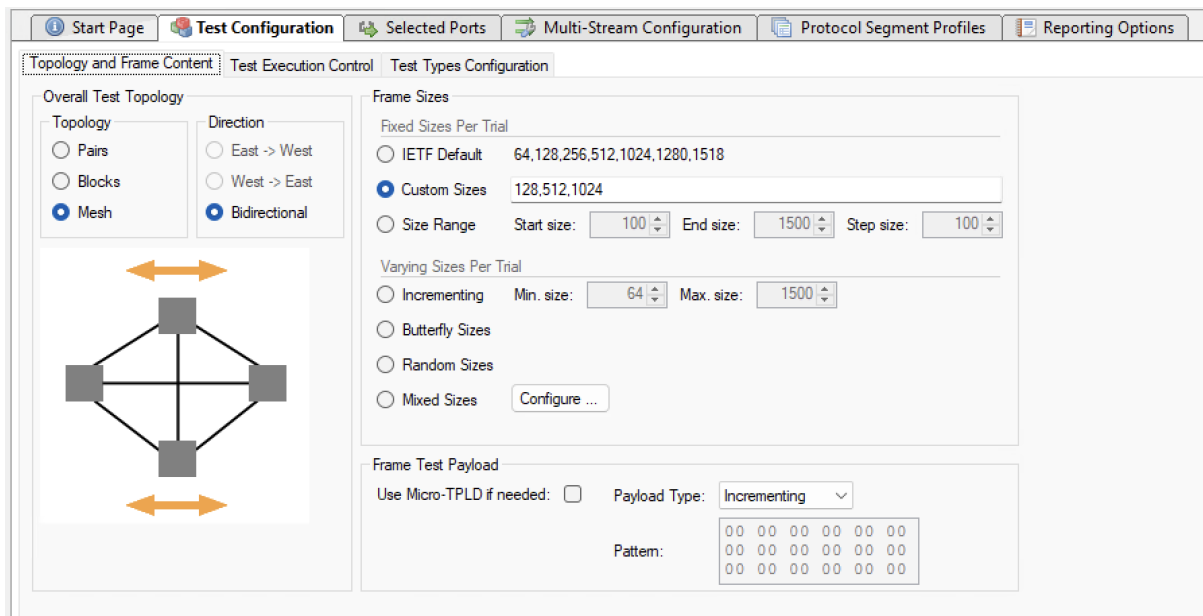 Start Page Test Configuration Selected Ports Multi-Stream Configuration Protocol Segment Profiles Reporting Options
Topology and Frame Content Test Execution Control Test Types Configuration
Overall Test Topology
Topology
Pairs
Blocks
Mesh
Direction
East -> West
West -> East
Bidirectional
Frame Sizes
Fixed Sizes Per Trial
IETF Default 64,128,256,512,1024,1280,1518
Custom Sizes 128,512,1024
Size Range Start size: 100 End size: 1500 Step size: 100
Varying Sizes Per Trial
Incrementing Min. size: 64 Max. size: 1500
Butterfly Sizes
Random Sizes
Mixed Sizes Configure ...
Frame Test Payload
Use Micro-TPLD if needed: Payload Type: Incrementing
Pattern:
00 00 00 00 00 00
00 00 00 00 00 00
00 00 00 00 00 00